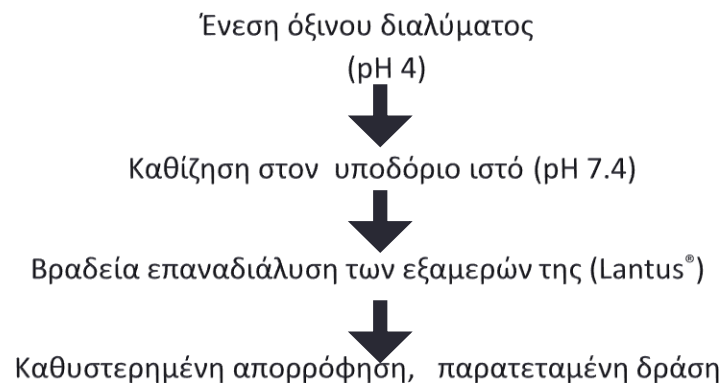 Ένεση όξινου διαλύματος
(pH 4)
Καθίζηση στον υποδόριο ιστό (pH 7.4)
Βραδεία επαναδιάλυση των εξαμερών της (Lantus®)
Καθυστερημένη απορρόφηση, παρατεταμένη δράση